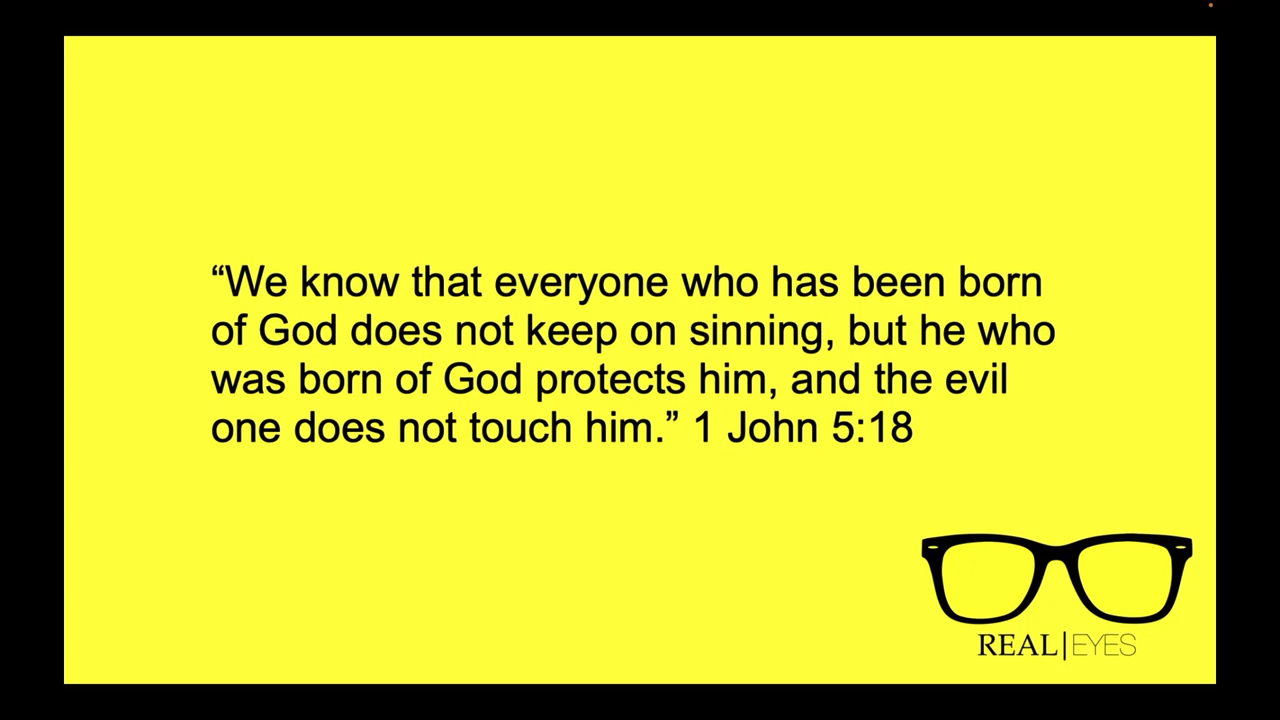 “We know that everyone who has been born
of God does not keep on sinning, but he who
was born of God protects him, and the evil
one does not touch him.” 1 John 5:18
REAL|EYES